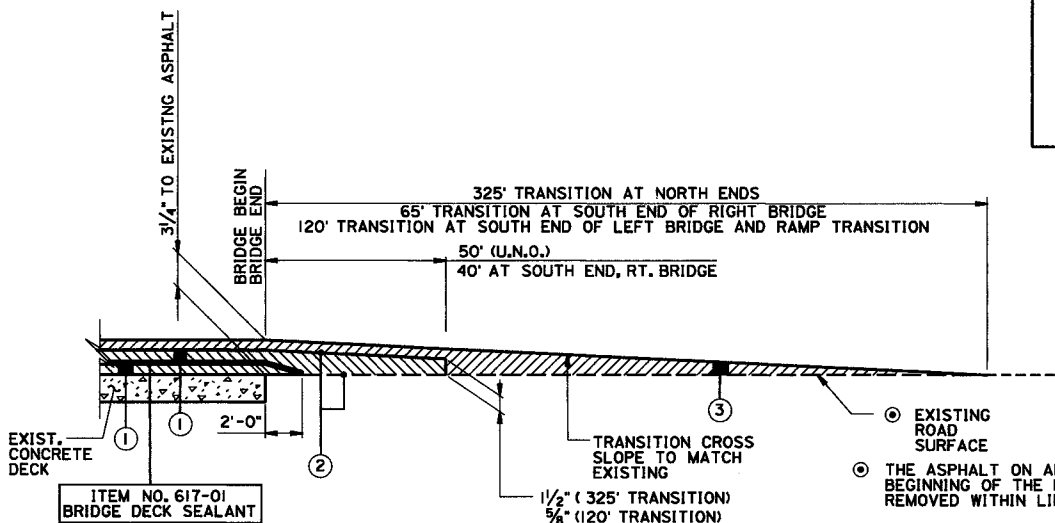 3 1/4" TO EXISTNG ASPHALT
BRIDGE BEGIN
BRIDGE END
325' TRANSITION AT NORTH ENDS
65' TRANSITION AT SOUTH END OF RIGHT BRIDGE
120' TRANSITION AT SOUTH END OF LEFT BRIDGE AND RAMP TRANSITION
50' (U.N.O.)
40' AT SOUTH END, RT. BRIDGE
EXIST.
CONCRETE
DECK
1
1
2'-0"
2
3
TRANSITION CROSS
SLOPE TO MATCH
EXISTING
EXISTING
ROAD
SURFACE
ITEM NO. 617-01
BRIDGE DECK SEALANT
1 1/2" ( 325' TRANSITION)
5/8" (120' TRANSITION)
THE ASPHALT ON
BEGINNING OF THE
REMOVED WITHIN